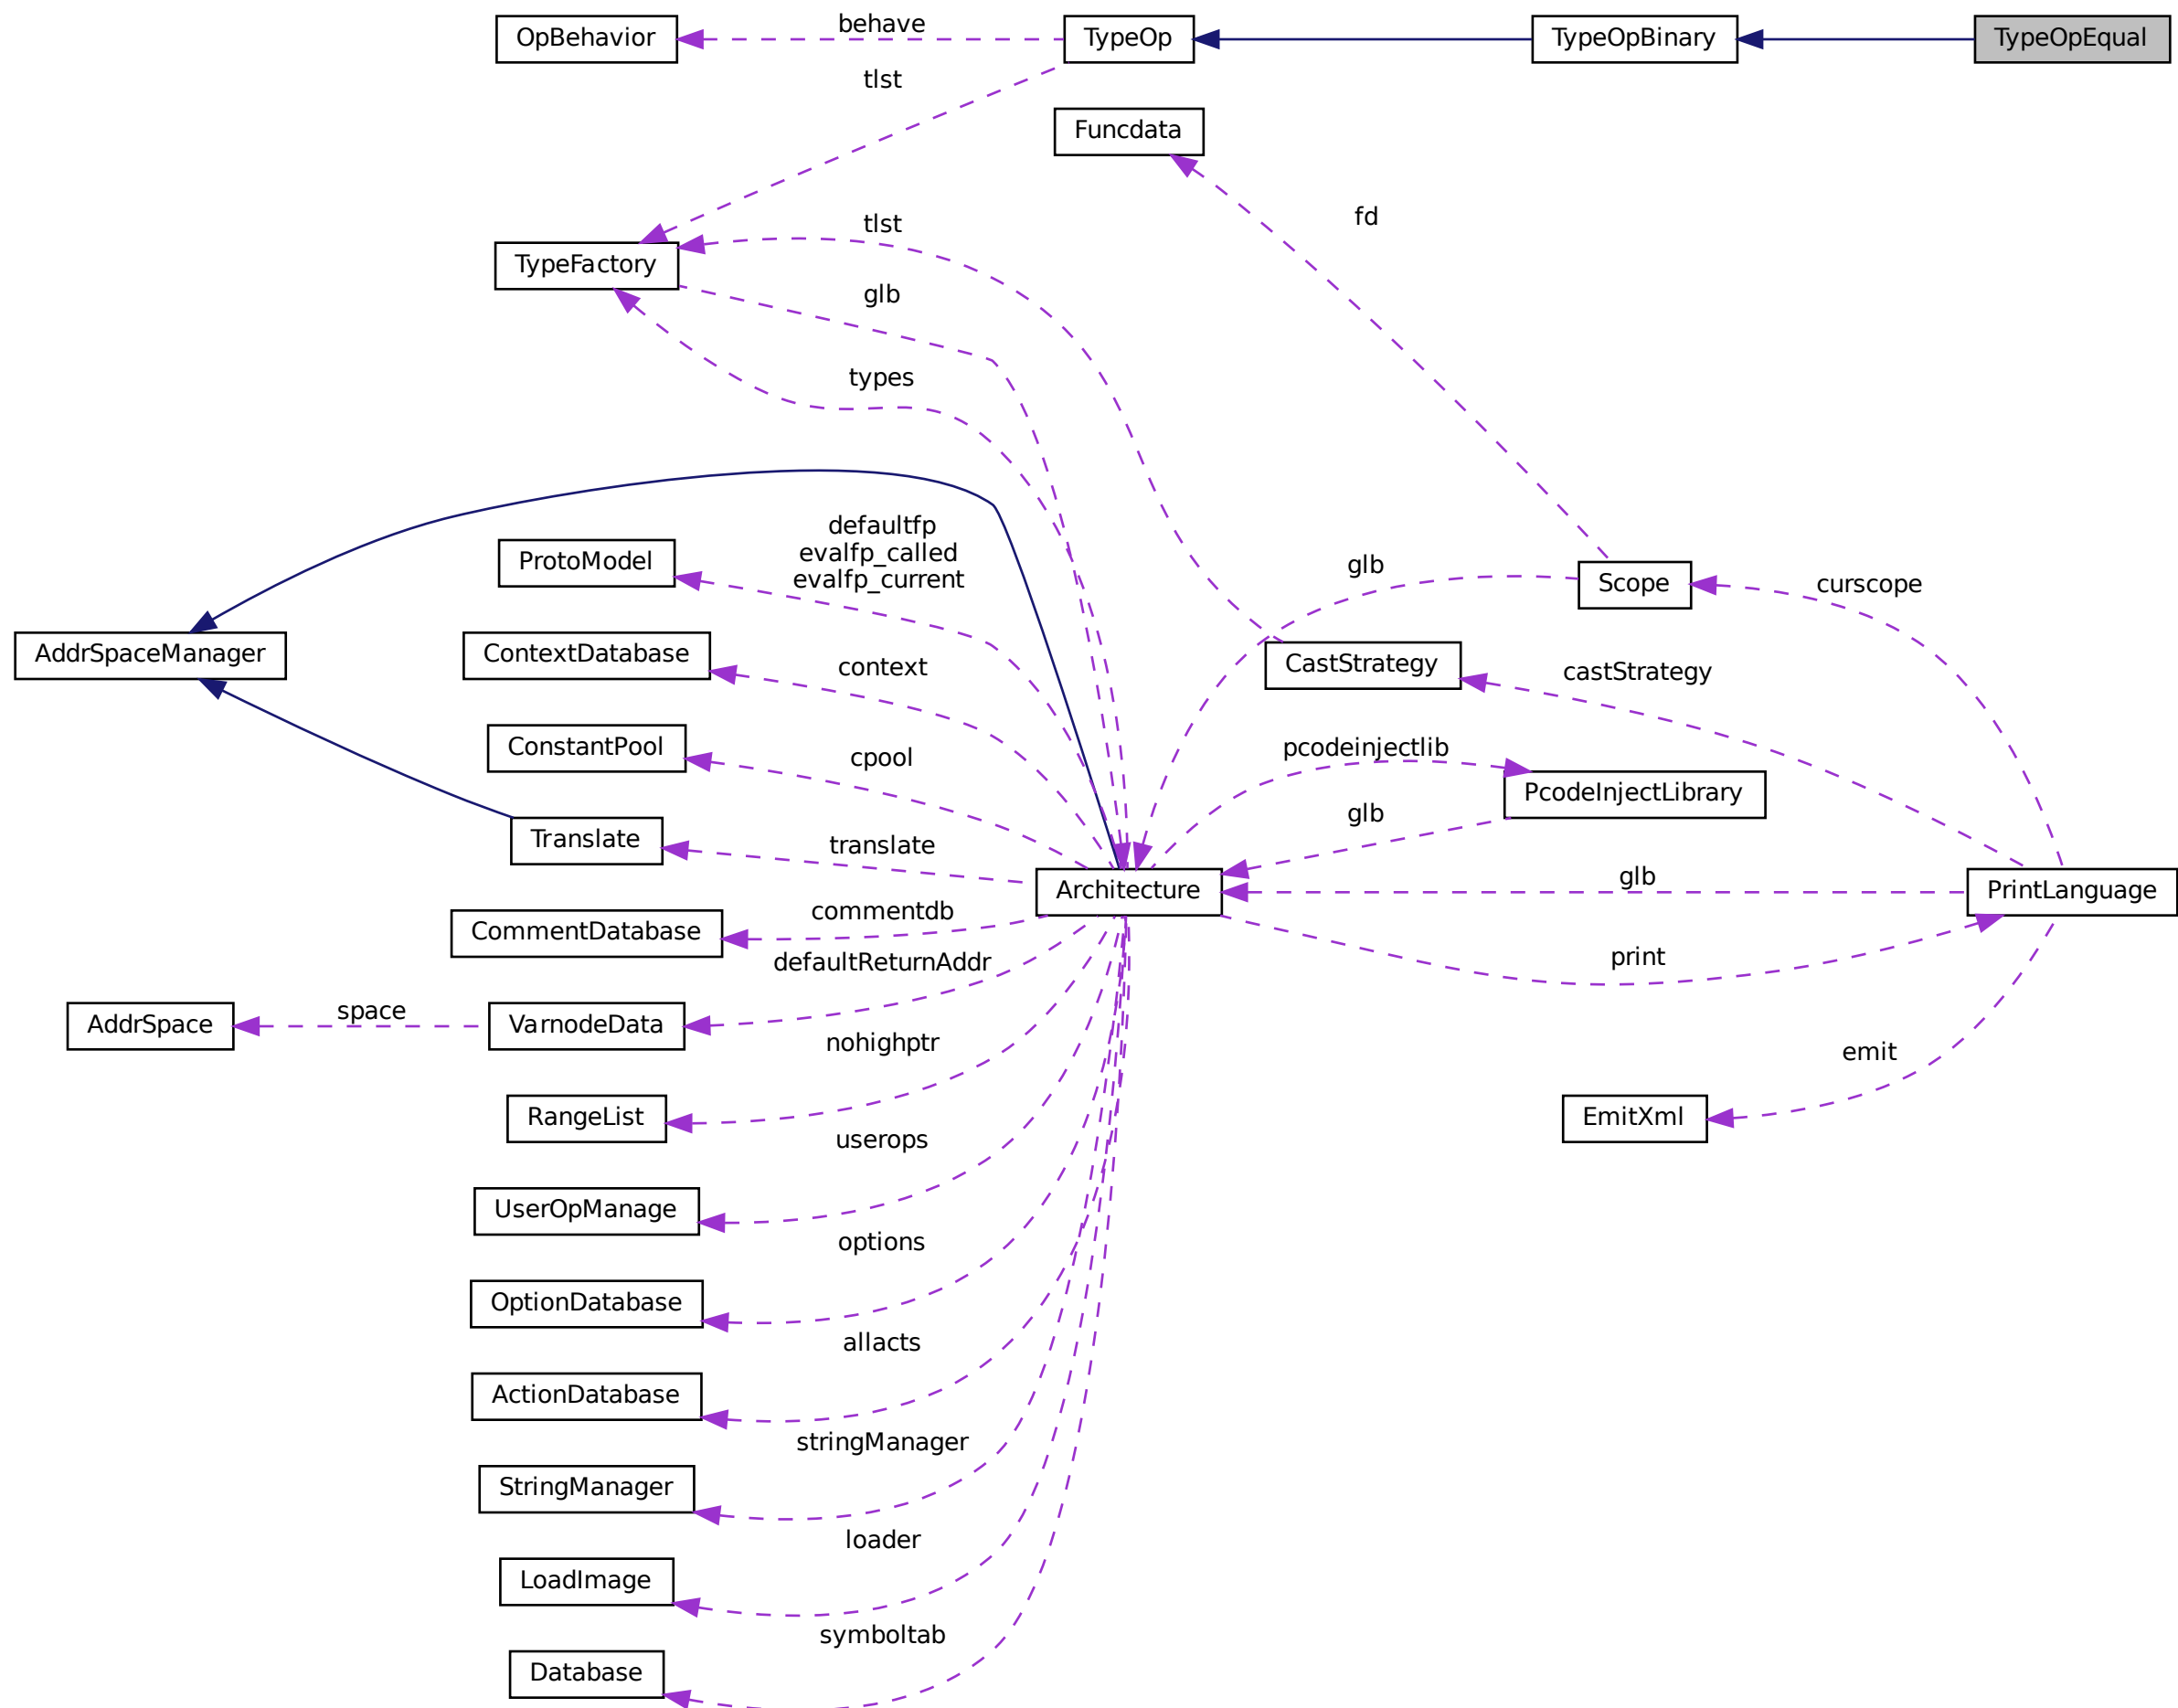 OpBehavior
behave
TypeOp
TypeOpBinary
TypeOpEqual
tlst
Funcdata
fd
tlst
TypeFactory
glb
types
defaultfp
evalfp_called
evalfp_current
ProtoModel
glb
Scope
curscope
AddrSpaceManager
ContextDatabase
context
CastStrategy
castStrategy
ConstantPool
cpool
pcodeinjectlib
PcodeInjectLibrary
glb
Translate
translate
Architecture
glb
PrintLanguage
commentdb
CommentDatabase
defaultReturnAddr
print
AddrSpace
space
VarnodeData
nohighptr
emit
RangeList
EmitXml
userops
UserOpManage
options
OptionDatabase
allacts
ActionDatabase
stringManager
StringManager
loader
LoadImage
symboltab
Database